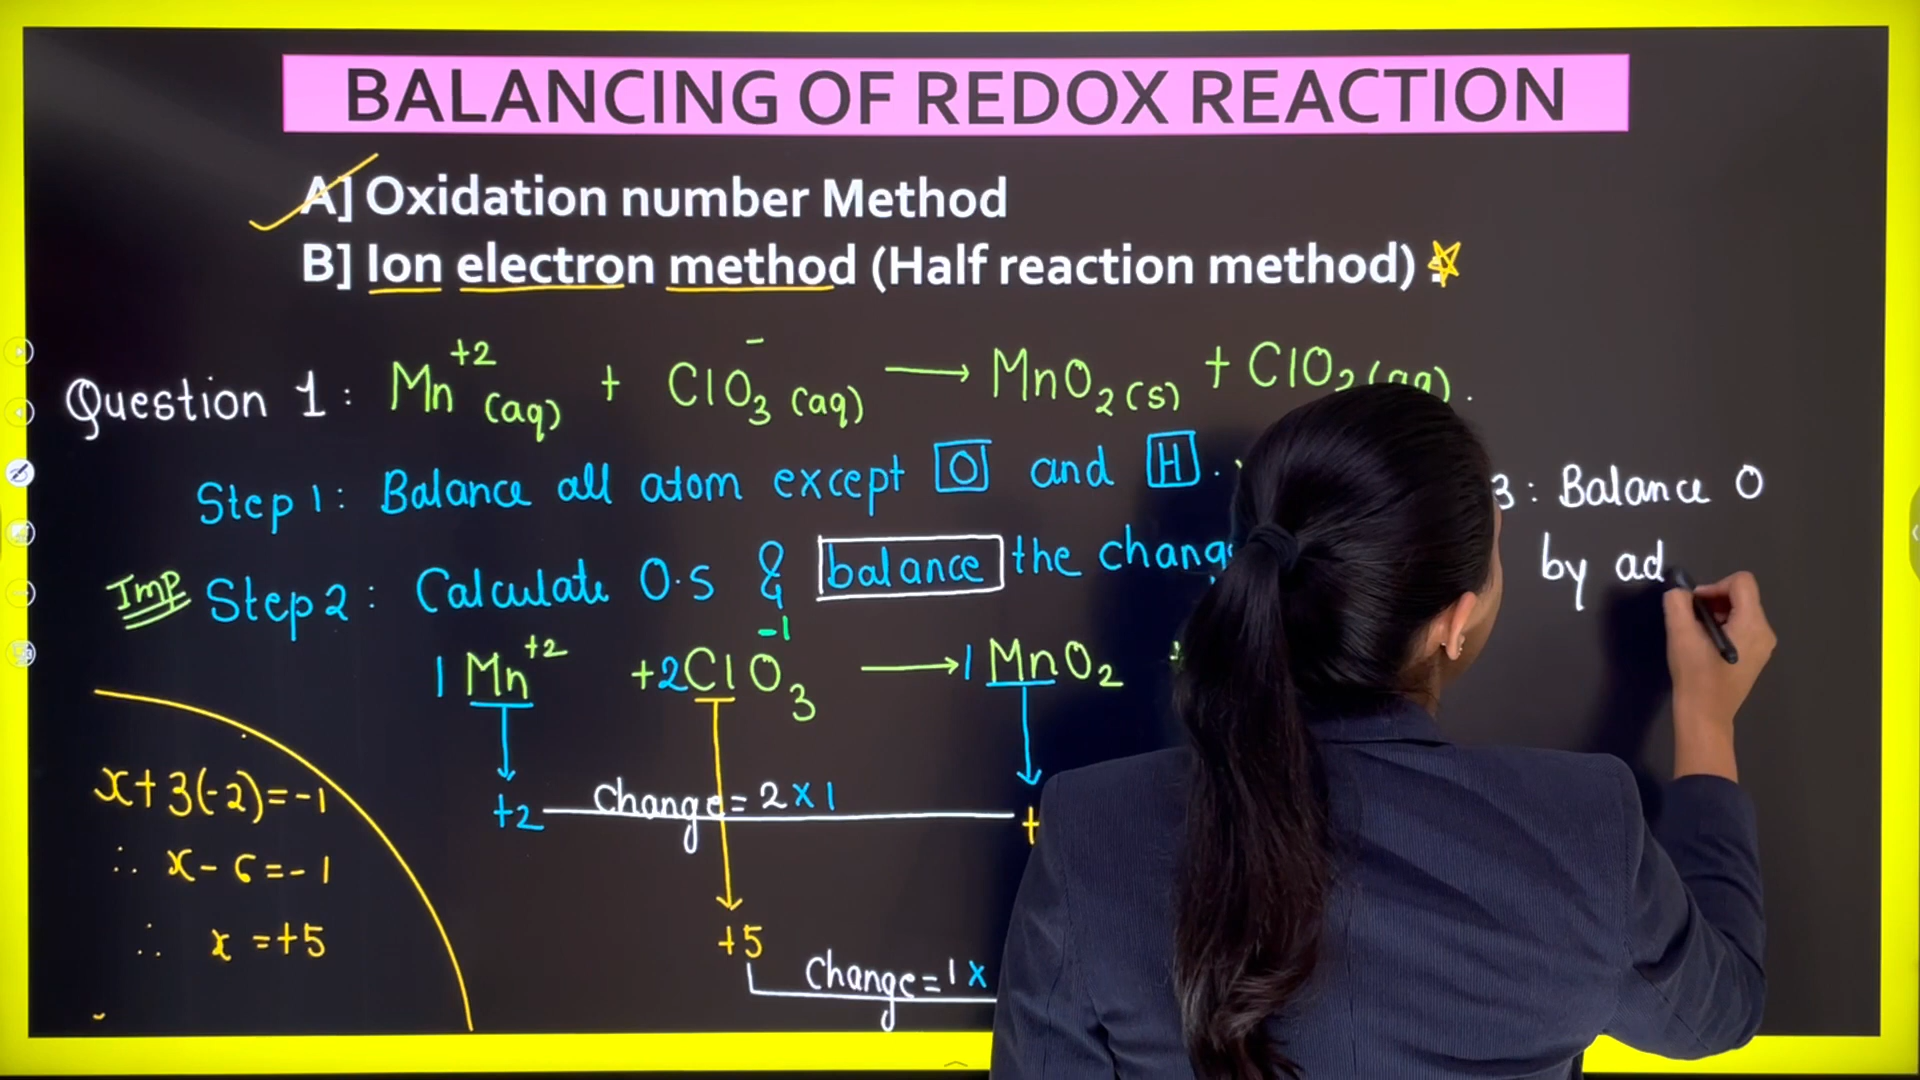 BALANCING OF REDOX REACTION
A] Oxidation number Method
B] Ion electron method (Half reaction method) :
Question 1 : Mn⁺² (aq) + ClO₃⁻ (aq) ⟶ MnO₂ (s) + ClO₂ (aq) .
Step 1 : Balance all atom except O and H .
3 : Balance O
by ad
Imp Step 2 : Calculate O.S & balance the chang
1 Mn⁺² + 2ClO₃⁻¹ ⟶ 1 MnO₂
+2 Change = 2 × 1 +
+5
Change = 1 ×
x + 3(-2) = -1
∴ x - 6 = -1
∴ x = +5